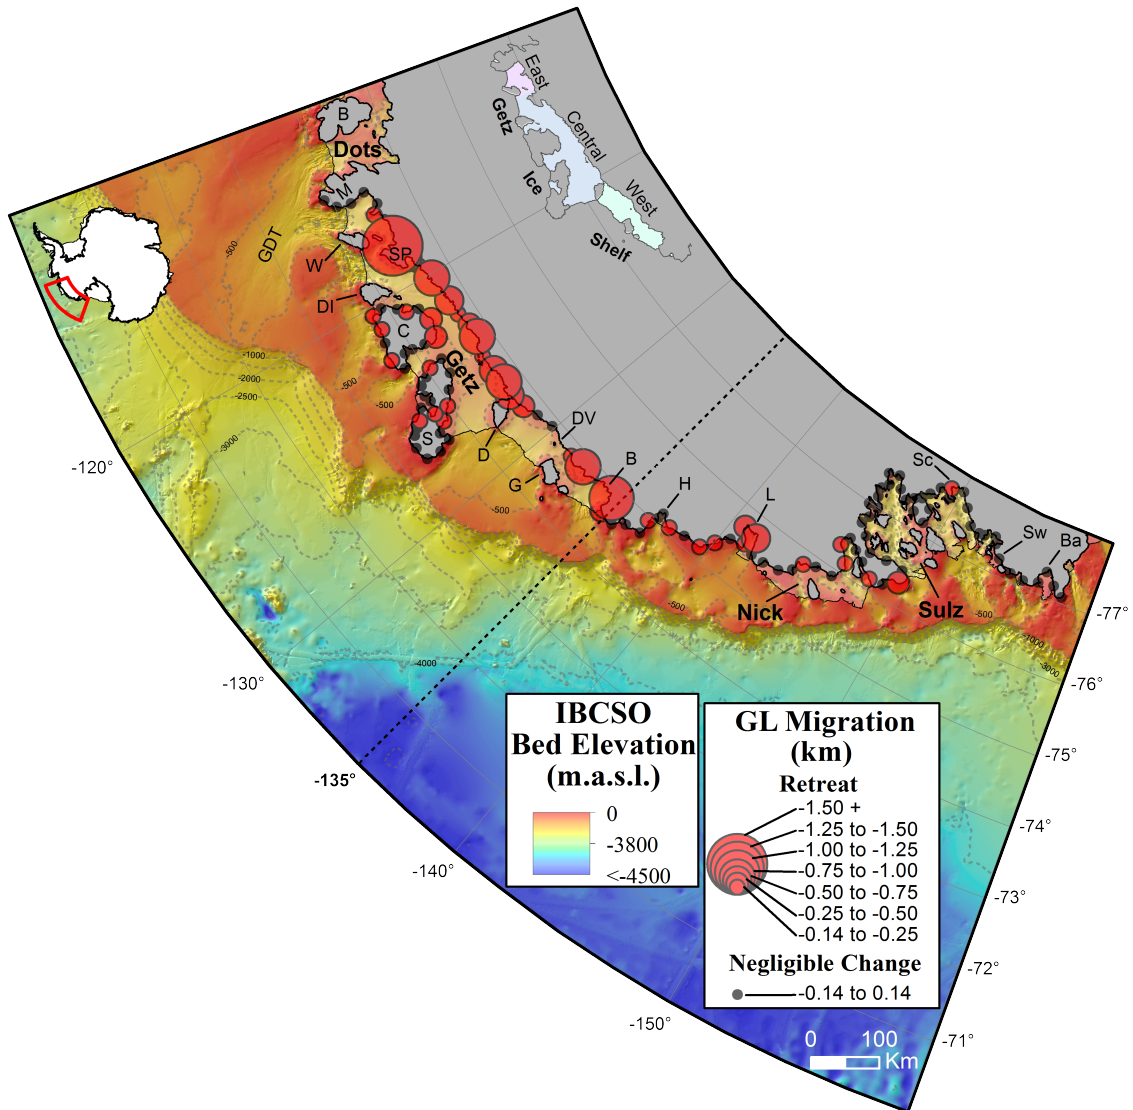 East
Getz
Central
Ice
West
Shelf
B
Dots
M
-500
GDT
SP
W
DI
C
Getz
-1000
-2000
-2500
-500
-500
-3000
S
D
DV
-120°
G
B
-500
H
L
Sc
Sw
Ba
-500
Nick
Sulz
-500
-1000
-3000
-77°
-4000
-130°
-76°
-75°
-135°
-74°
-140°
-73°
-72°
-150°
-71°
IBCSO
Bed Elevation
(m.a.s.l.)
0
-3800
<-4500
GL Migration
(km)
Retreat
-1.50 +
-1.25 to -1.50
-1.00 to -1.25
-0.75 to -1.00
-0.50 to -0.75
-0.25 to -0.50
-0.14 to -0.25
Negligible Change
-0.14 to 0.14
0 100
Km